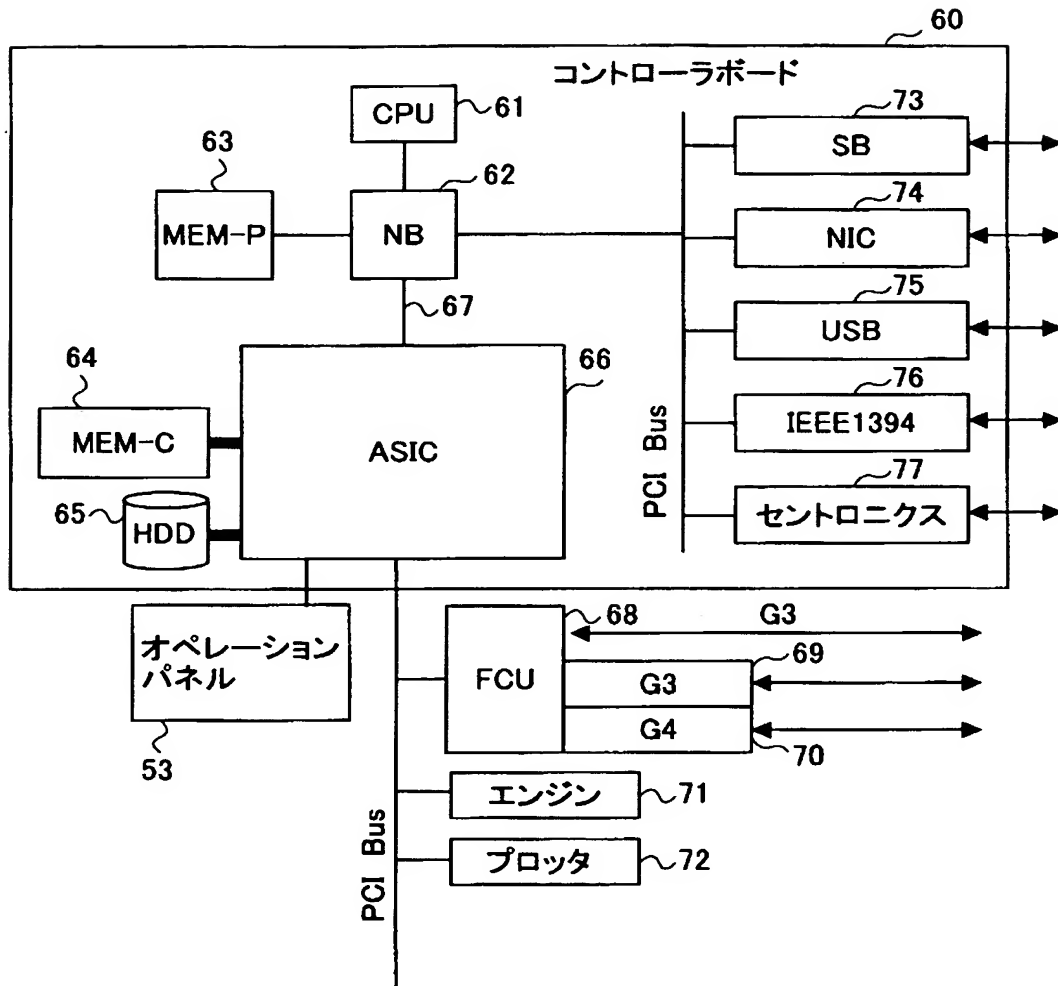 60
コントローラボード
CPU
61
73
SB
63
62
MEM-P
NB
74
NIC
67
75
USB
64
66
76
MEM-C
ASIC
IEEE1394
PCI Bus
77
65
HDD
セントロニクス
オペレーション
パネル
53
68
G3
FCU
69
G3
G4
70
エンジン
71
PCI Bus
プロッタ
72